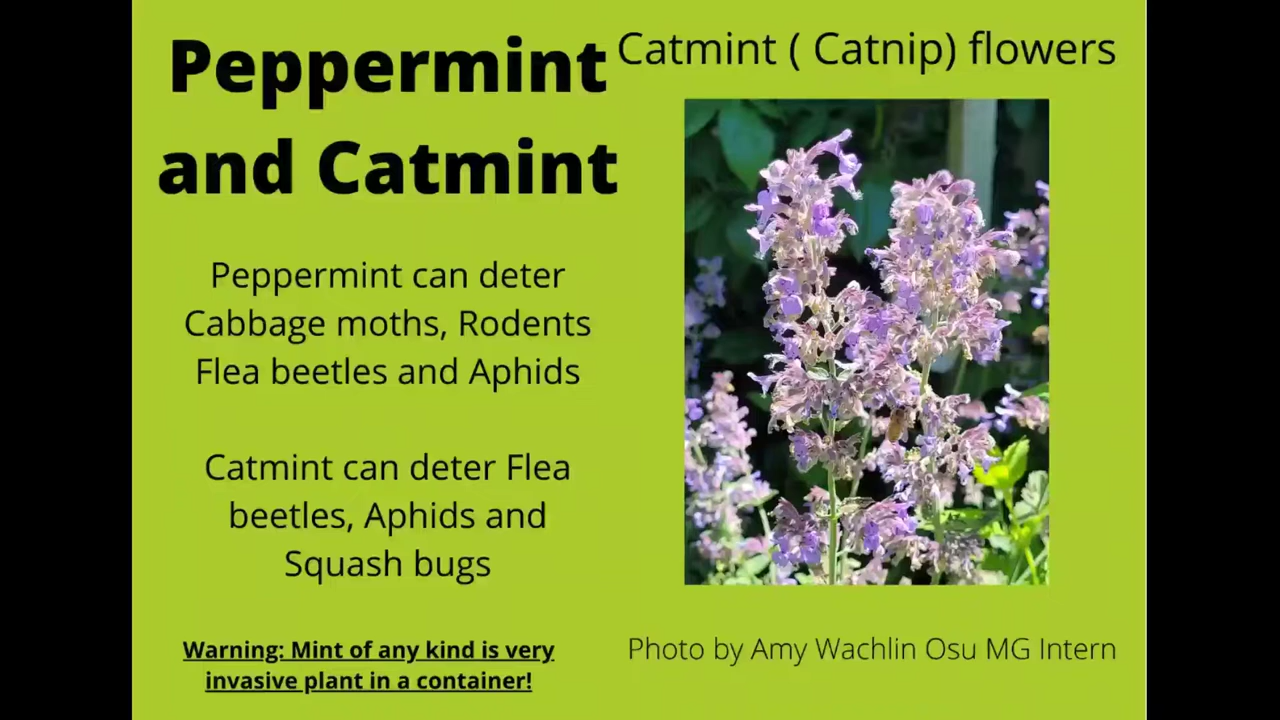 Peppermint
and Catmint
Peppermint can deter
Cabbage moths, Rodents
Flea beetles and Aphids
Catmint can deter Flea
beetles, Aphids and
Squash bugs
Warning: Mint of any kind is very
invasive plant in a container!
Catmint ( Catnip) flowers
Photo by Amy Wachlin Osu MG Intern